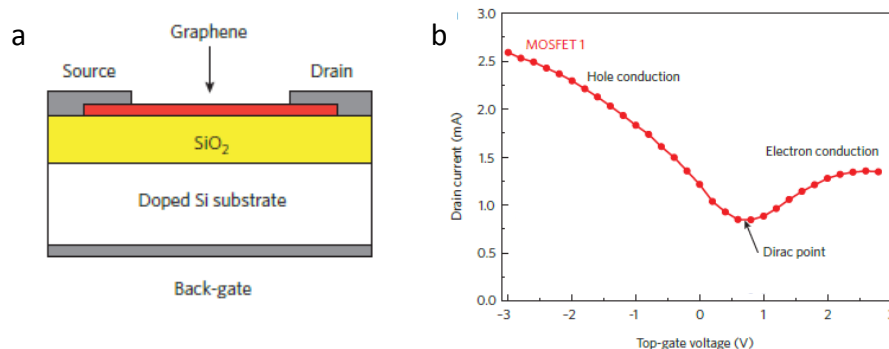 a
Graphene
Source
Drain
SiO2
Doped Si substrate
Back-gate
b
3.0
2.5
2.0
1.5
1.0
0.5
0.0
Drain current (mA)
MOSFET 1
Hole conduction
Electron conduction
Dirac point
-3
-2
-1
0
1
2
Top-gate voltage (V)